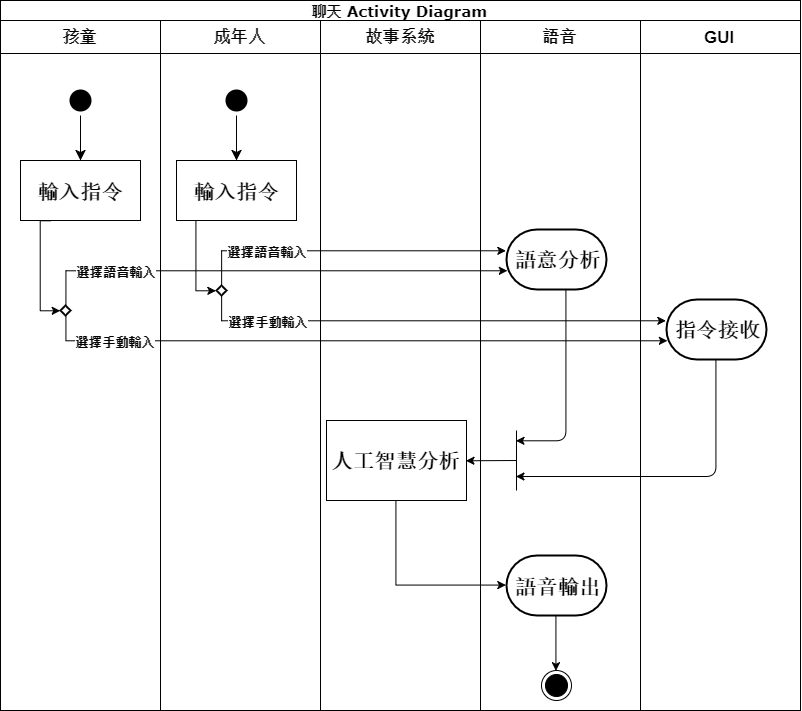 聊天 Activity Diagram
孩童
成年人
故事系統
語音
GUI
輸入指令
輸入指令
選擇語音輸入
語意分析
選擇語音輸入
選擇手動輸入
指令接收
選擇手動輸入
人工智慧分析
語音輸出